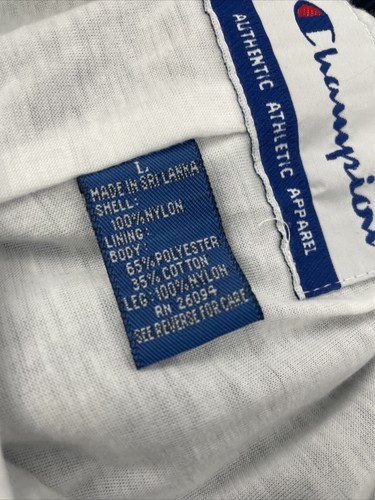 Champion
AUTHENTIC ATHLETIC APPAREL
L
MADE IN SRI LANKA
SHELL:
100% NYLON
LINING:
BODY:
65% POLYESTER
35% COTTON
LEG: 100% NYLON
RN 26094
SEE REVERSE FOR CARE